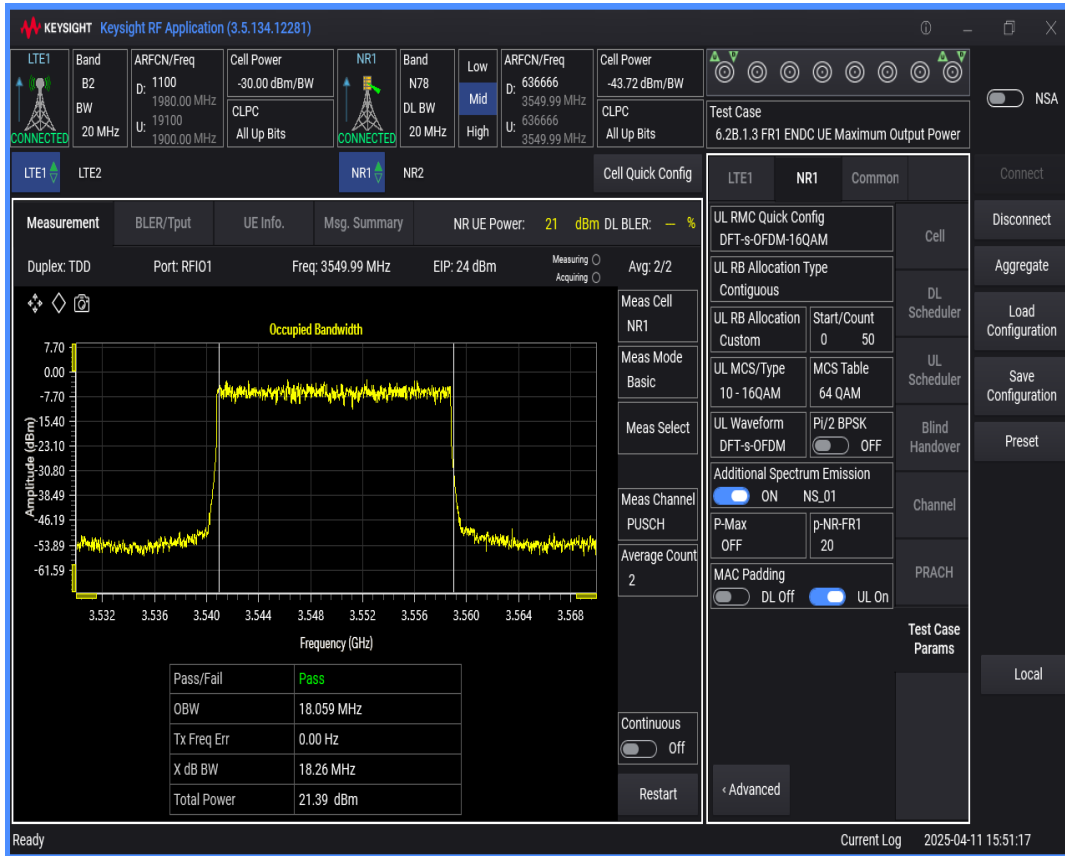 KEYSIGHT Keysight RF Application (3.5.134.12281)
LTE1 Band ARFCN/Freq Cell Power NR1 Band Low ARFCN/Freq Cell Power
B2 D: 1100 -30.00 dBm/BW N78 Mid D: 636666 -43.72 dBm/BW
1980.00 MHz 3549.99 MHz
BW U: 19100 CLPC DL BW High U: 636666 CLPC
CONNECTED 20 MHz 1900.00 MHz All Up Bits CONNECTED 20 MHz 3549.99 MHz All Up Bits
Test Case
6.2B.1.3 FR1 ENDC UE Maximum Output Power
NSA
LTE1 LTE2 NR1 NR2 Cell Quick Config
LTE1 NR1 Common
Connect
Measurement BLER/Tput UE Info. Msg. Summary NR UE Power: 21 dBm DL BLER: — %
Duplex: TDD Port: RFIO1 Freq: 3549.99 MHz EIP: 24 dBm Measuring Avg: 2/2
Acquiring
Occupied Bandwidth
Amplitude (dBm)
7.70
0.00
-7.70
-15.40
-23.10
-30.80
-38.49
-46.19
-53.89
-61.59
3.532 3.536 3.540 3.544 3.548 3.552 3.556 3.560 3.564 3.568
Frequency (GHz)
Pass/Fail Pass
OBW 18.059 MHz
Tx Freq Err 0.00 Hz
X dB BW 18.26 MHz
Total Power 21.39 dBm
Meas Cell
NR1
Meas Mode
Basic
Meas Select
Meas Channel
PUSCH
Average Count
2
Continuous
Off
Restart
UL RMC Quick Config
DFT-s-OFDM-16QAM
UL RB Allocation Type
Contiguous
UL RB Allocation Start/Count
Custom 0 50
UL MCS/Type MCS Table
10 - 16QAM 64 QAM
UL Waveform Pi/2 BPSK
DFT-s-OFDM OFF
Additional Spectrum Emission
ON NS_01
P-Max p-NR-FR1
OFF 20
MAC Padding
DL Off UL On
‹ Advanced
Cell
DL
Scheduler
UL
Scheduler
Blind
Handover
Channel
PRACH
Test Case
Params
Disconnect
Aggregate
Load
Configuration
Save
Configuration
Preset
Local
Ready Current Log 2025-04-11 15:51:17